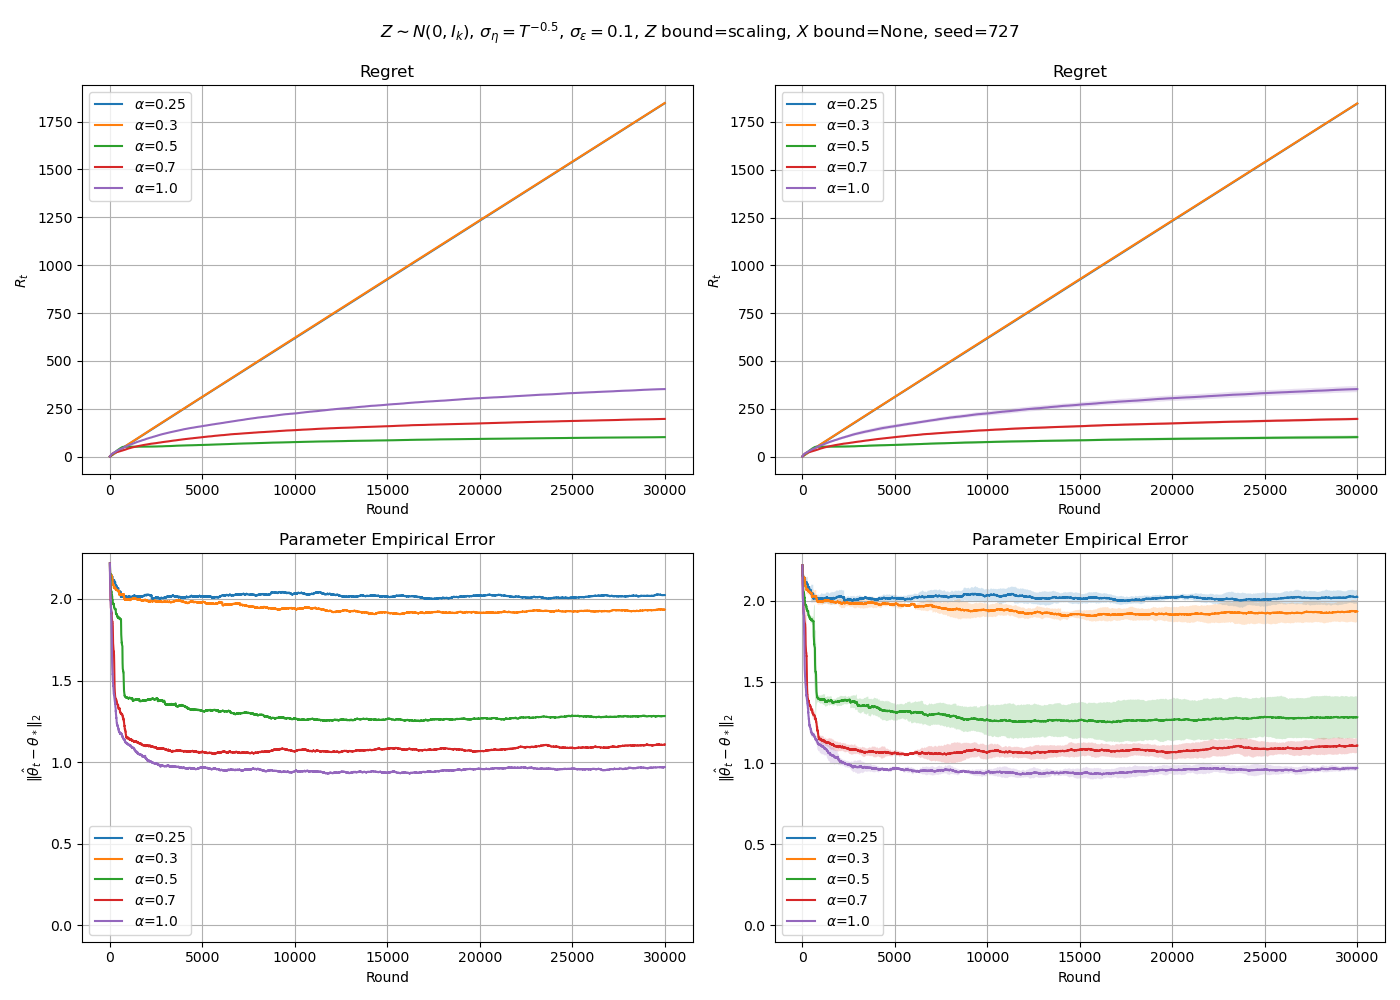 Z ∼ N(0, I_k), σ_η = T^{−0.5}, σ_ε = 0.1, Z bound=scaling, X bound=None, seed=727
Regret
R_t
1750
1500
1250
1000
750
500
250
0
α=0.25
α=0.3
α=0.5
α=0.7
α=1.0
0 5000 10000 15000 20000 25000 30000
Round
Regret
R_t
1750
1500
1250
1000
750
500
250
0
α=0.25
α=0.3
α=0.5
α=0.7
α=1.0
0 5000 10000 15000 20000 25000 30000
Round
Parameter Empirical Error
‖θ̂_t − θ_*‖_2
2.0
1.5
1.0
0.5
0.0
α=0.25
α=0.3
α=0.5
α=0.7
α=1.0
0 5000 10000 15000 20000 25000 30000
Round
Parameter Empirical Error
‖θ̂_t − θ_*‖_2
2.0
1.5
1.0
0.5
0.0
α=0.25
α=0.3
α=0.5
α=0.7
α=1.0
0 5000 10000 15000 20000 25000 30000
Round